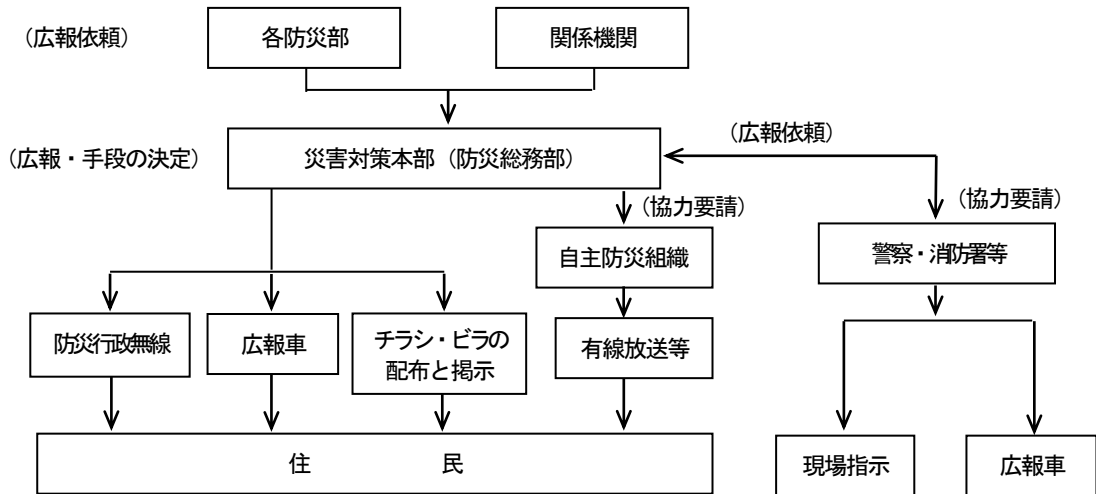 (広報依頼)
各防災部
関係機関
(広報依頼)
(広報・手段の決定)
災害対策本部(防災総務部)
(協力要請)
(協力要請)
自主防災組織
警察・消防署等
防災行政無線
広報車
チラシ・ビラの
配布と掲示
有線放送等
住 民
現場指示
広報車